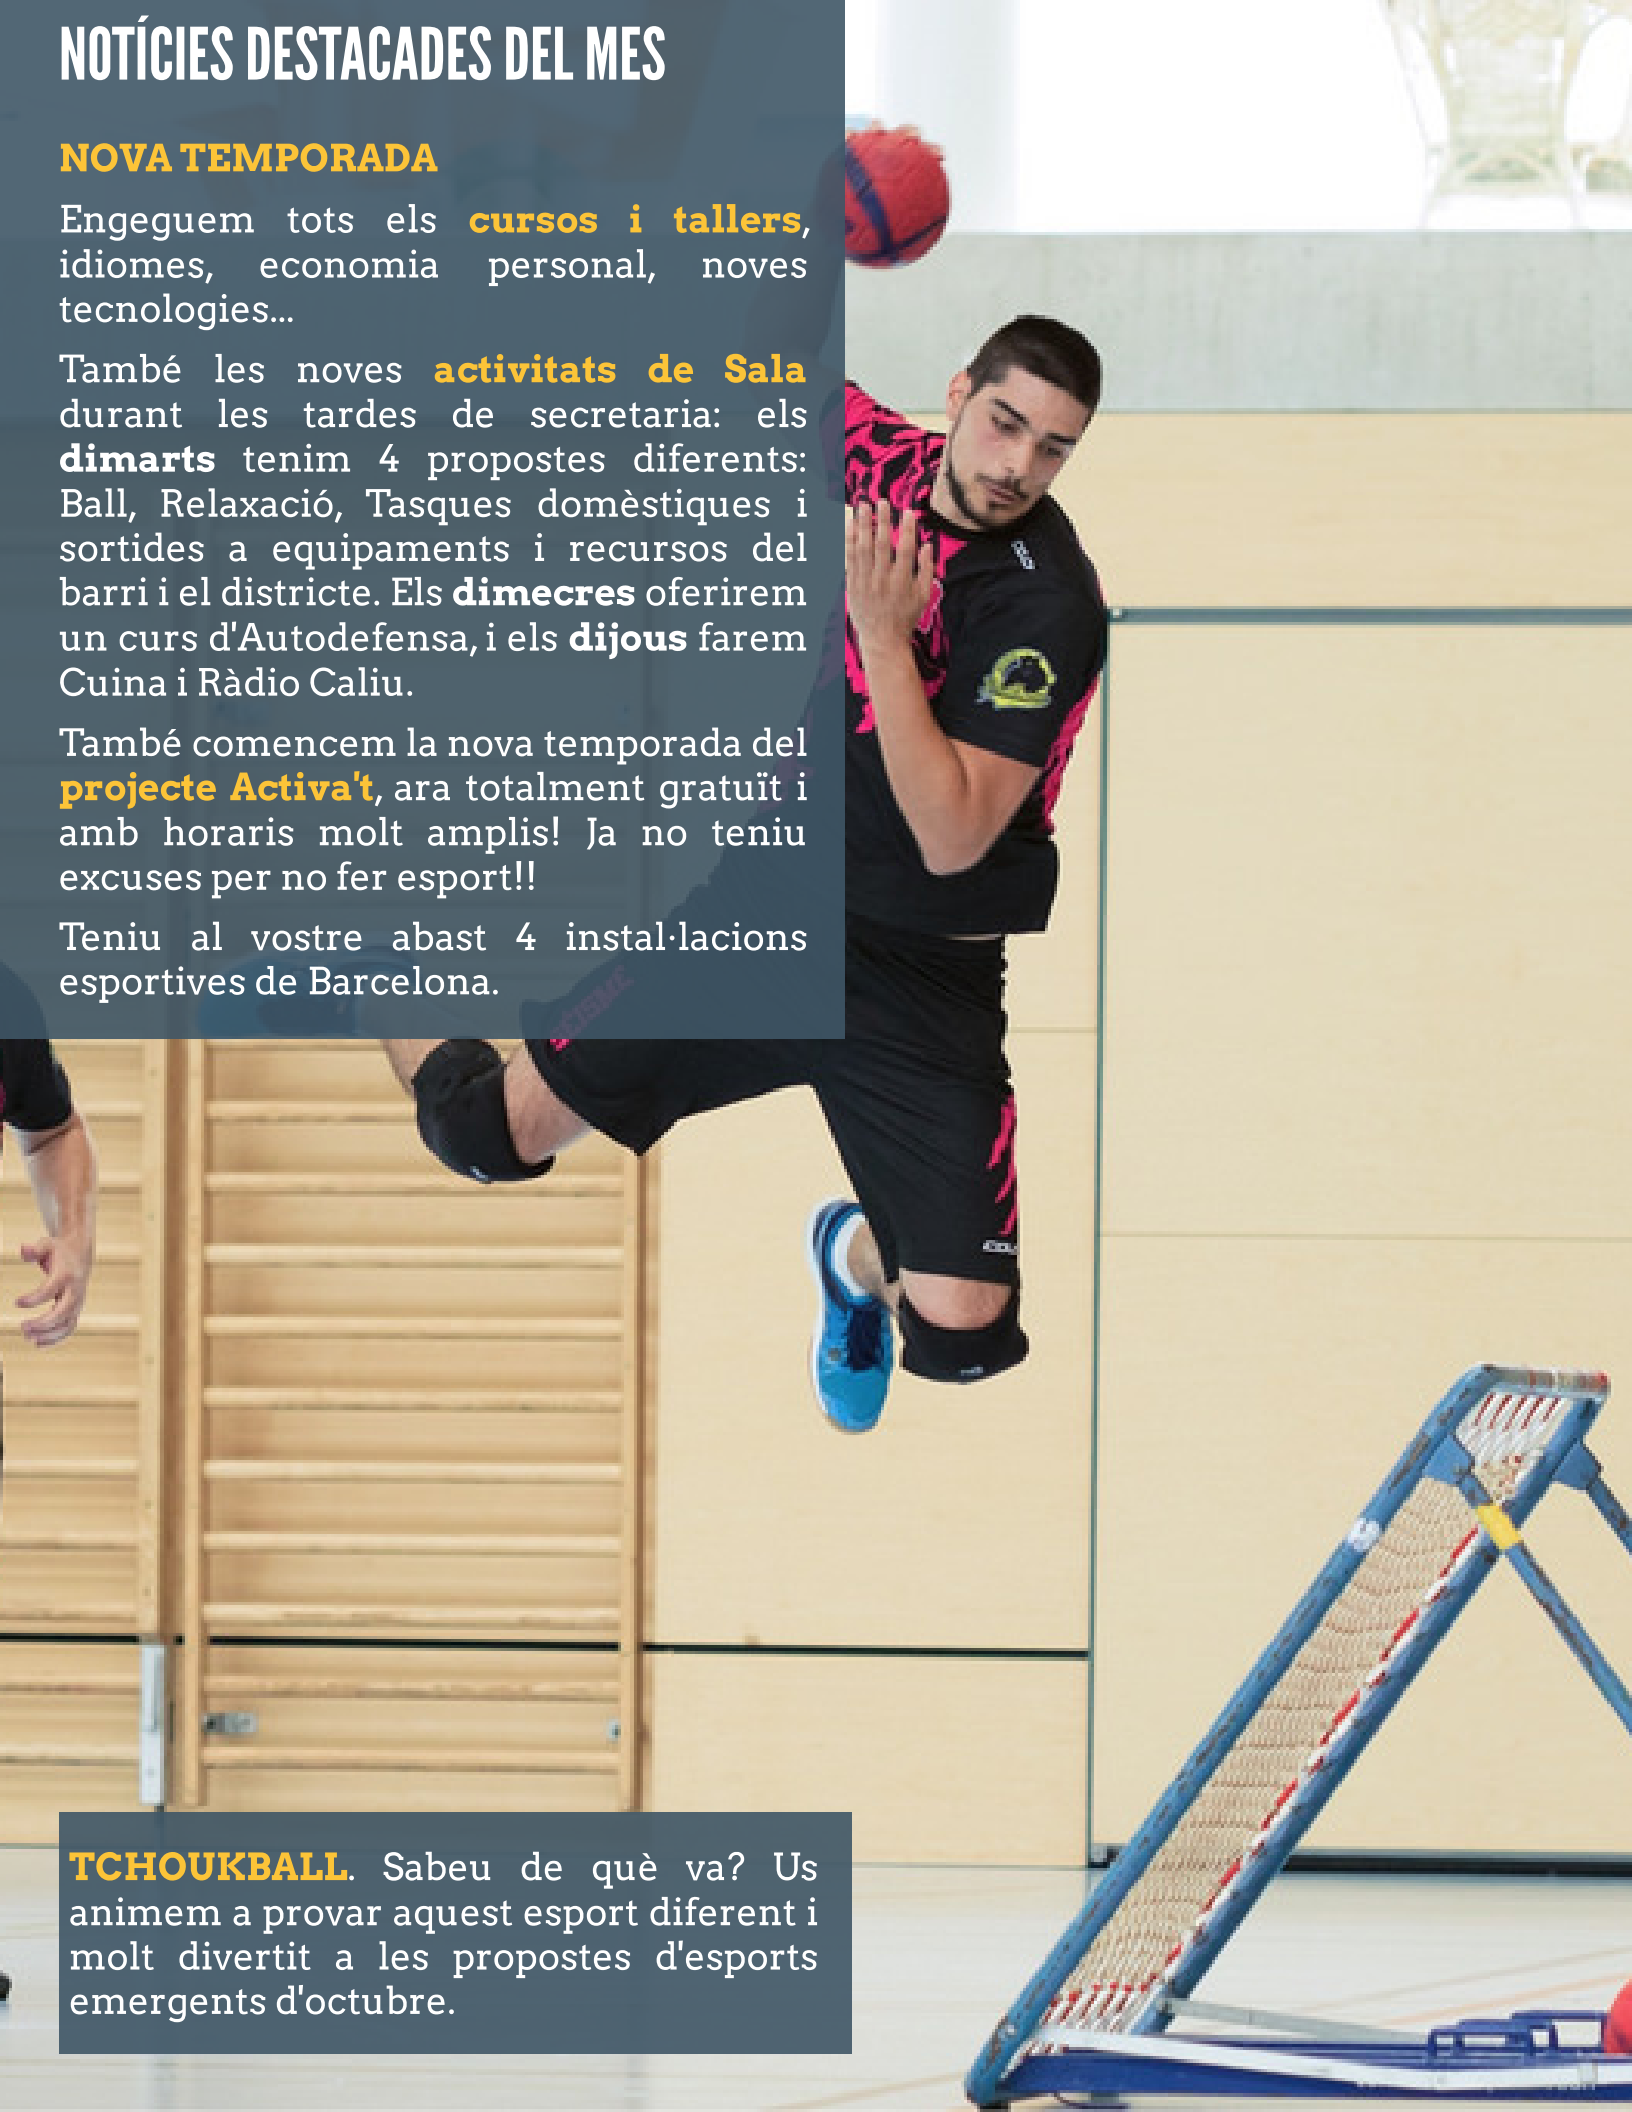 NOTÍCIES DESTACADES DEL MES
NOVA TEMPORADA
Engeguem tots els cursos i tallers,
idiomes, economia personal, noves
tecnologies...
També les noves activitats de Sala
durant les tardes de secretaria: els
dimarts tenim 4 propostes diferents:
Ball, Relaxació, Tasques domèstiques i
sortides a equipaments i recursos del
barri i el districte. Els dimecres oferirem
un curs d'Autodefensa, i els dijous farem
Cuina i Ràdio Caliu.
També comencem la nova temporada del
projecte Activa't, ara totalment gratuït i
amb horaris molt amplis! Ja no teniu
excuses per no fer esport!!
Teniu al vostre abast 4 instal·lacions
esportives de Barcelona.
SÉISME
TCHOUKBALL. Sabeu de què va? Us
animem a provar aquest esport diferent i
molt divertit a les propostes d'esports
emergents d'octubre.